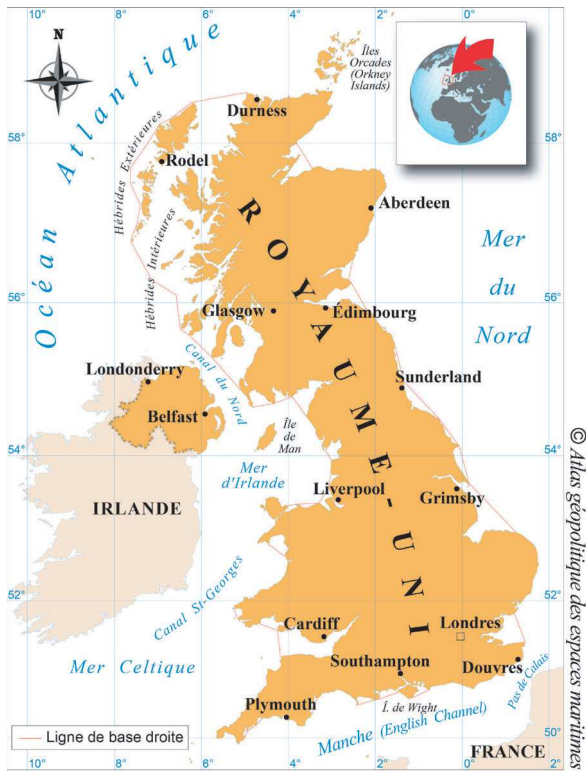 10°
8°
6°
4°
2°
0°
N
Océan Atlantique
Îles
Orcades
(Orkney
Islands)
Durness
58°
58°
Hébrides Extérieures
Rodel
Aberdeen
Hébrides Intérieures
ROYAUME-UNI
Mer
du
Nord
56°
56°
Glasgow
Édimbourg
Canal du Nord
Londonderry
Sunderland
Belfast
Île
de
Man
54°
54°
Mer
d'Irlande
Liverpool
Grimsby
IRLANDE
52°
52°
Canal St-Georges
Cardiff
Londres
Mer Celtique
Southampton
Douvres
Pas de Calais
Plymouth
Î. de Wight
Manche (English Channel)
50°
Ligne de base droite
FRANCE
10°
8°
6°
4°
2°
0°
© Atlas géopolitique des espaces maritimes